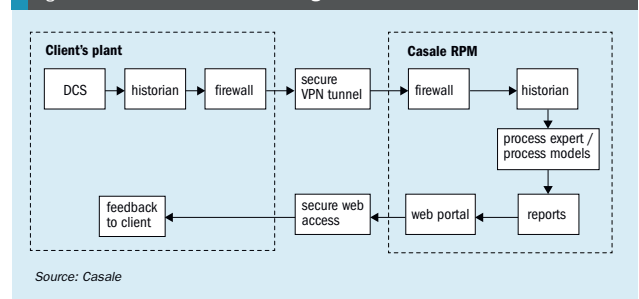 Client's plant
Casale RPM
DCS
historian
firewall
secure
VPN tunnel
firewall
historian
process expert /
process models
feedback
to client
secure web
access
web portal
reports
Source: Casale